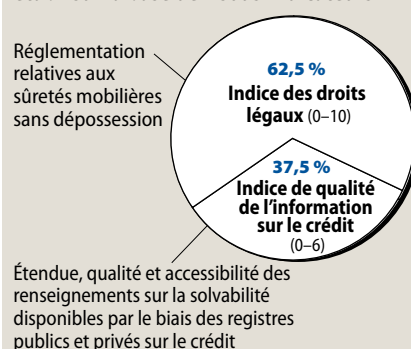 Réglementation
relatives aux
sûretés mobilières
sans dépossession
62,5 %
Indice des droits
légaux (0–10)
37,5 %
Indice de qualité
de l'information
sur le crédit
(0–6)
Étendue, qualité et accessibilité des
renseignements sur la solvabilité
disponibles par le biais des registres
publics et privés sur le crédit